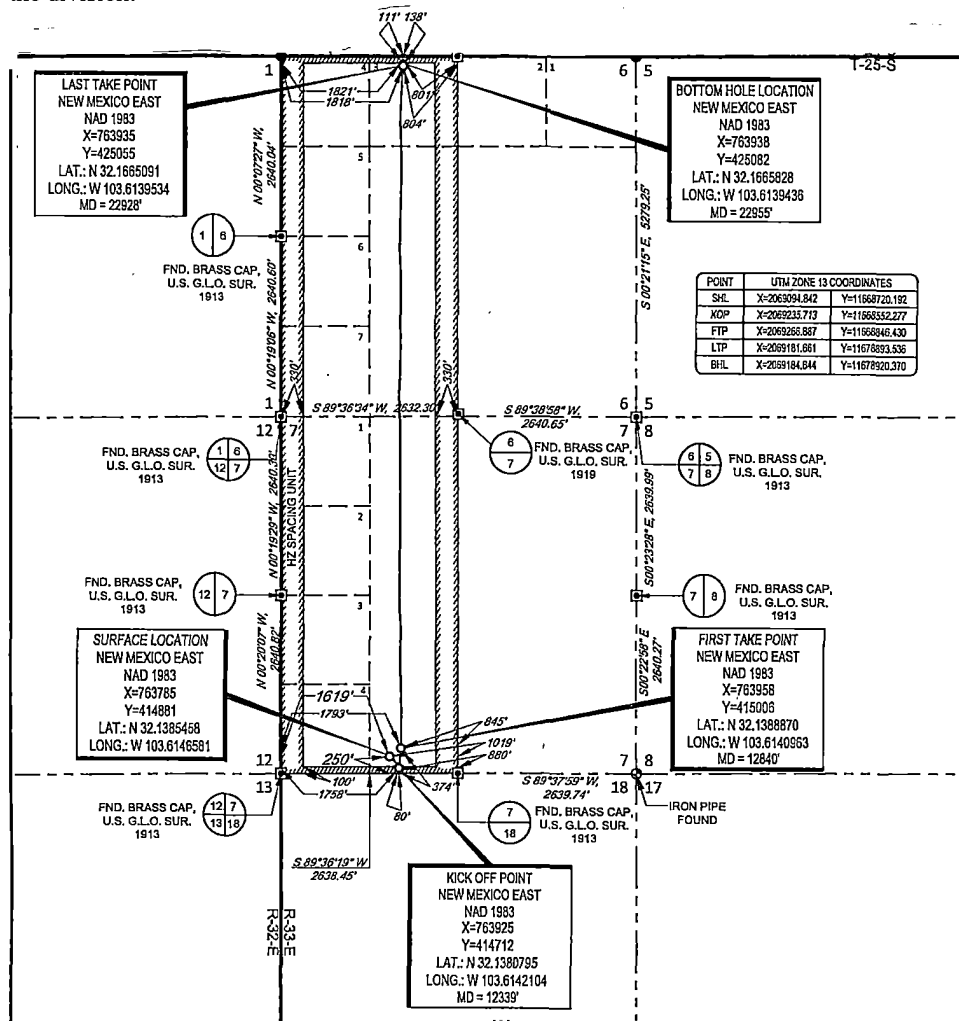 111' 138'
1
4 3
2 1
6 5
T-25-S
LAST TAKE POINT
NEW MEXICO EAST
NAD 1983
X=763935
Y=425055
LAT.: N 32.1665091
LONG.: W 103.6139534
MD = 22928'
1821'
1818'
801'
804'
BOTTOM HOLE LOCATION
NEW MEXICO EAST
NAD 1983
X=763938
Y=425082
LAT.: N 32.1665828
LONG.: W 103.6139436
MD = 22955'
N 00°07'27" W,
2640.04'
5
S 00°21'15" E, 5279.25'
1 6
FND. BRASS CAP,
U.S. G.L.O. SUR.
1913
6
POINT UTM ZONE 13 COORDINATES
SHL X=2069094.842 Y=11668720.192
KOP X=2069235.713 Y=11668552.277
FTP X=2069268.887 Y=11668846.430
LTP X=2069181.661 Y=11678893.536
BHL X=2069184.644 Y=11678920.370
N 00°19'06" W, 2640.60'
7
330'
330'
1
12 7
S 89°36'34" W, 2632.30'
1
S 89°38'58" W,
2640.65'
6 5
7 8
1 6
12 7
FND. BRASS CAP,
U.S. G.L.O. SUR.
1913
6
7
FND. BRASS CAP,
U.S. G.L.O. SUR.
1919
6 5
7 8
FND. BRASS CAP,
U.S. G.L.O. SUR.
1913
N 00°19'29" W, 2640.36'
HZ SPACING UNIT
2
S00°23'28" E, 2639.99'
12 7
FND. BRASS CAP,
U.S. G.L.O. SUR.
1913
3
7 8
FND. BRASS CAP,
U.S. G.L.O. SUR.
1913
SURFACE LOCATION
NEW MEXICO EAST
NAD 1983
X=763785
Y=414881
LAT.: N 32.1385458
LONG.: W 103.6146581
N 00°20'07" W,
2640.62'
4
1619'
1793'
250'
845'
1019'
880'
S00°22'58" E
2640.27'
FIRST TAKE POINT
NEW MEXICO EAST
NAD 1983
X=763958
Y=415006
LAT.: N 32.1388870
LONG.: W 103.6140963
MD = 12840'
12
13
100'
1758'
80'
374'
S 89°37'59" W,
2639.74'
7 8
18 17
12 7
13 18
FND. BRASS CAP,
U.S. G.L.O. SUR.
1913
7
18
FND. BRASS CAP,
U.S. G.L.O. SUR.
1913
IRON PIPE
FOUND
S 89°36'19" W
2638.45'
R-32-E
R-33-E
KICK OFF POINT
NEW MEXICO EAST
NAD 1983
X=763925
Y=414712
LAT.: N 32.1380795
LONG.: W 103.6142104
MD = 12339'